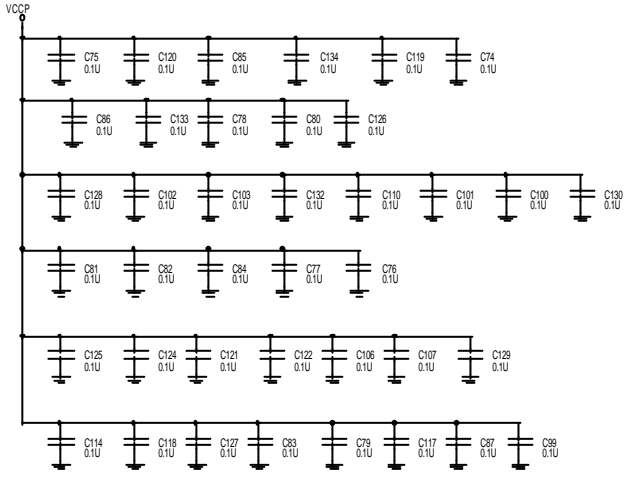 VCCP
C75 C120 C85 C134 C119 C74
0.1U 0.1U 0.1U 0.1U 0.1U 0.1U
C86 C133 C78 C80 C126
0.1U 0.1U 0.1U 0.1U 0.1U
C128 C102 C103 C132 C110 C101 C100 C130
0.1U 0.1U 0.1U 0.1U 0.1U 0.1U 0.1U 0.1U
C81 C82 C84 C77 C76
0.1U 0.1U 0.1U 0.1U 0.1U
C125 C124 C121 C122 C106 C107 C129
0.1U 0.1U 0.1U 0.1U 0.1U 0.1U 0.1U
C114 C118 C127 C83 C79 C117 C87 C99
0.1U 0.1U 0.1U 0.1U 0.1U 0.1U 0.1U 0.1U